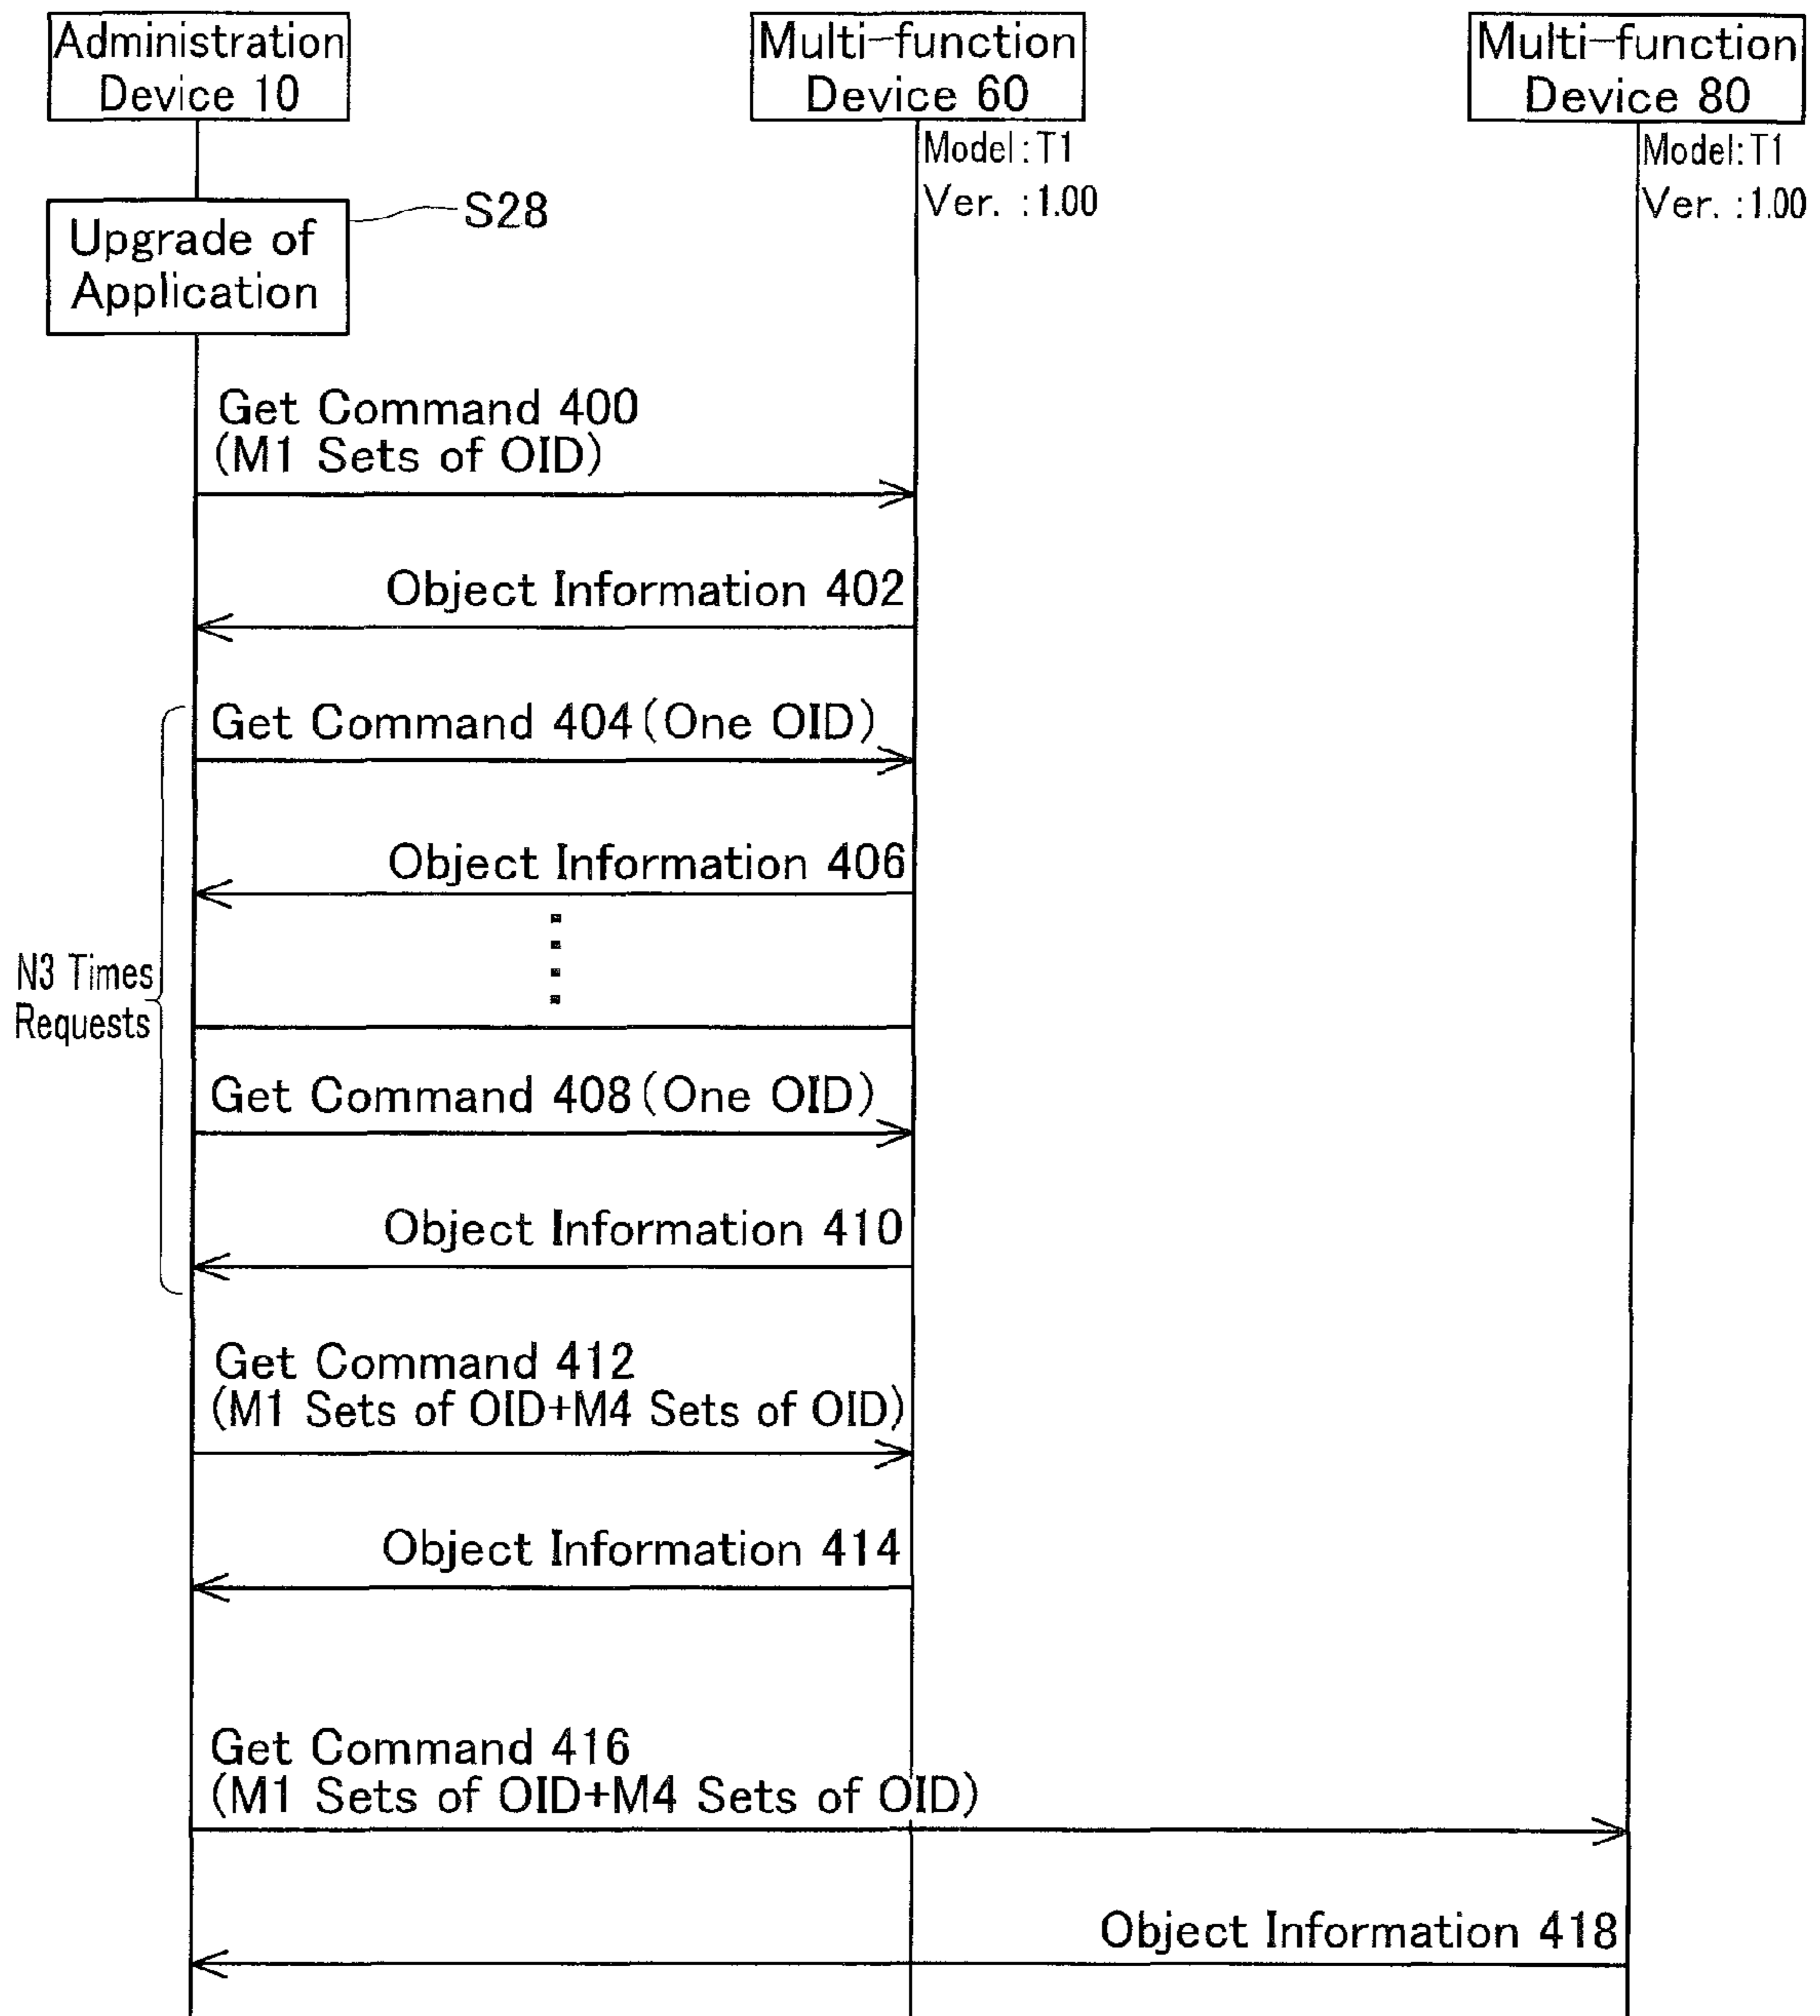 Administration
Device 10
Multi-function
Device 60
Multi-function
Device 80
Model:T1
Ver. :1.00
Model:T1
Ver. :1.00
Upgrade of
Application
S28
Get Command 400
(M1 Sets of OID)
Object Information 402
Get Command 404(One OID)
Object Information 406
N3 Times
Requests
Get Command 408(One OID)
Object Information 410
Get Command 412
(M1 Sets of OID+M4 Sets of OID)
Object Information 414
Get Command 416
(M1 Sets of OID+M4 Sets of OID)
Object Information 418